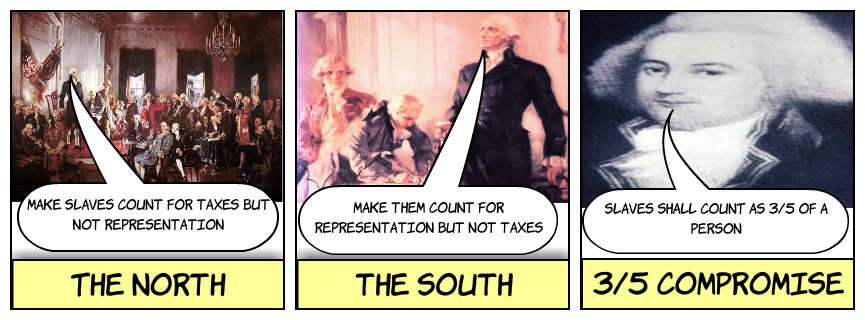 MAKE SLAVES COUNT FOR TAXES BUT
NOT REPRESENTATION
THE NORTH
MAKE THEM COUNT FOR
REPRESENTATION BUT NOT TAXES
THE SOUTH
SLAVES SHALL COUNT AS 3/5 OF A
PERSON
3/5 COMPROMISE